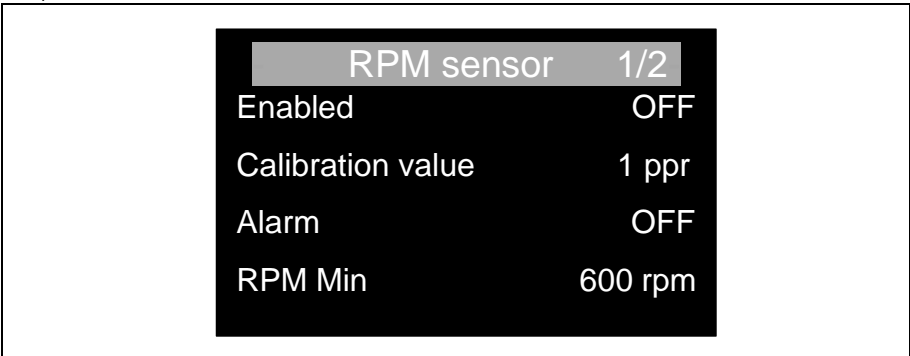 RPM sensor 1/2
Enabled OFF
Calibration value 1 ppr
Alarm OFF
RPM Min 600 rpm